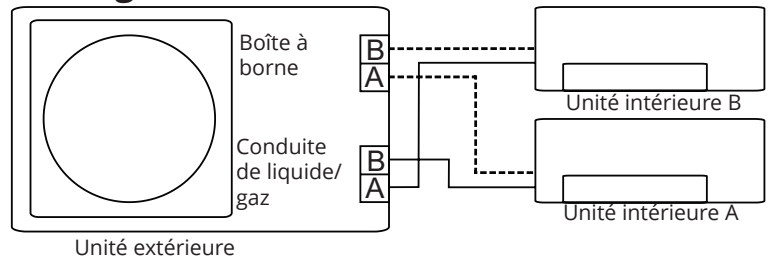 Boîte à
borne
B
A
Conduite
de liquide/
gaz
B
A
Unité extérieure
Unité intérieure B
Unité intérieure A